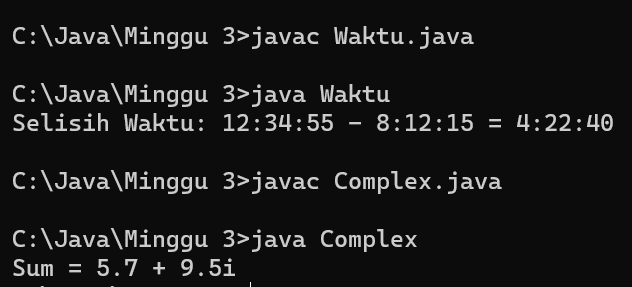 C:\Java\Minggu 3>javac Waktu.java
C:\Java\Minggu 3>java Waktu
Selisih Waktu: 12:34:55 - 8:12:15 = 4:22:40
C:\Java\Minggu 3>javac Complex.java
C:\Java\Minggu 3>java Complex
Sum = 5.7 + 9.5i